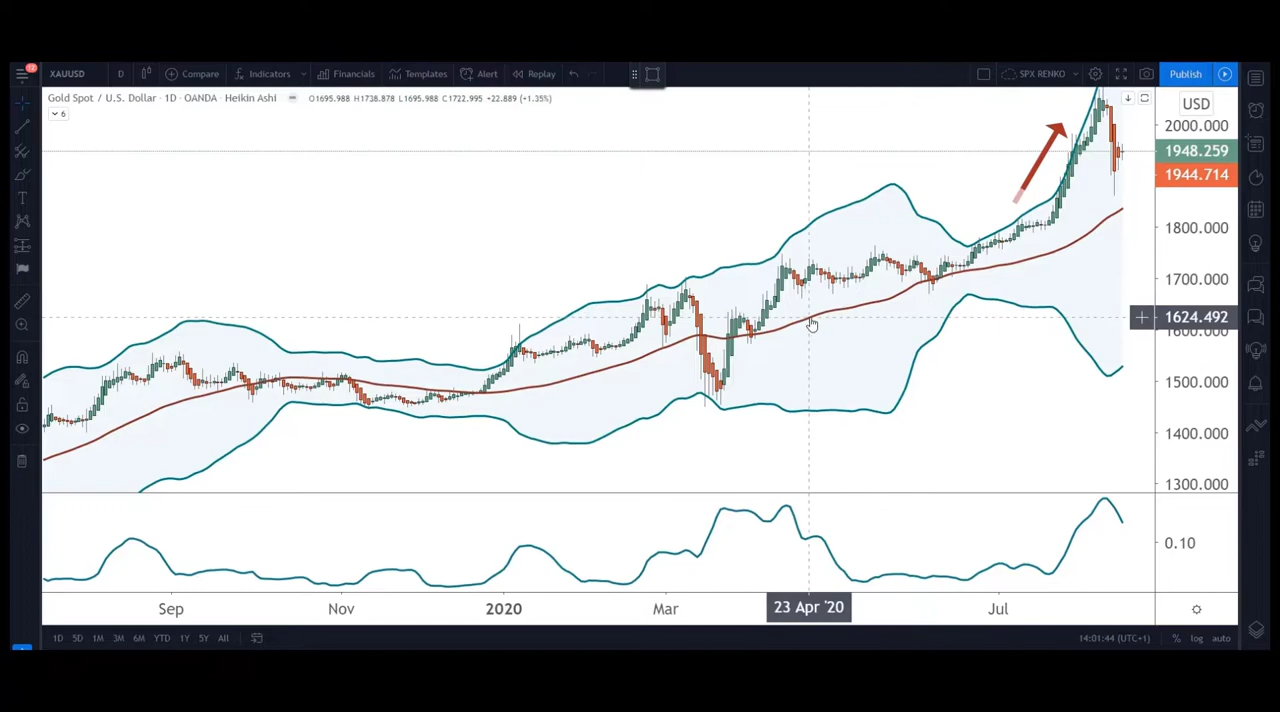 12
XAUUSD D Compare Indicators Financials Templates Alert Replay SPX RENKO Publish
Gold Spot / U.S. Dollar · 1D · OANDA · Heikin Ashi O1695.988 H1738.878 L1695.988 C1722.995 +22.889 (+1.35%)
6
USD
2000.000
1948.259
1944.714
1800.000
1700.000
1624.492
1600.000
1500.000
1400.000
1300.000
0.10
Sep Nov 2020 Mar 23 Apr '20 Jul
1D 5D 1M 3M 6M YTD 1Y 5Y All 14:01:44 (UTC+1) % log auto